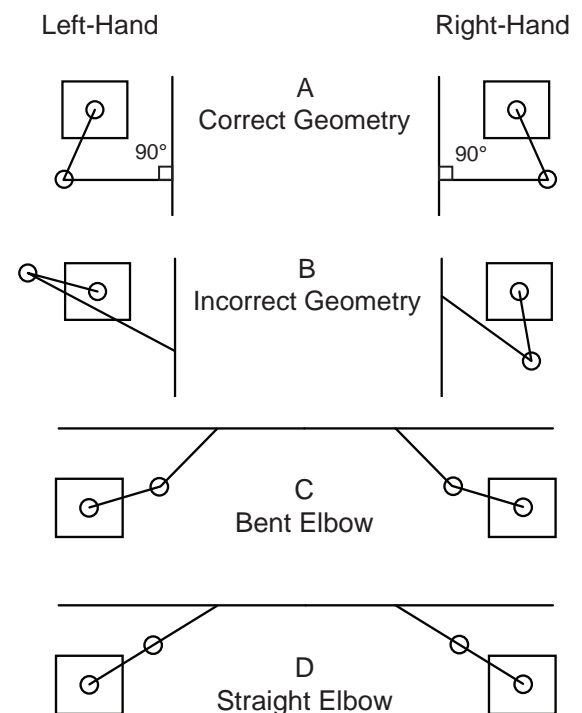 Left-Hand Right-Hand
A
Correct Geometry
90° 90°
B
Incorrect Geometry
C
Bent Elbow
D
Straight Elbow